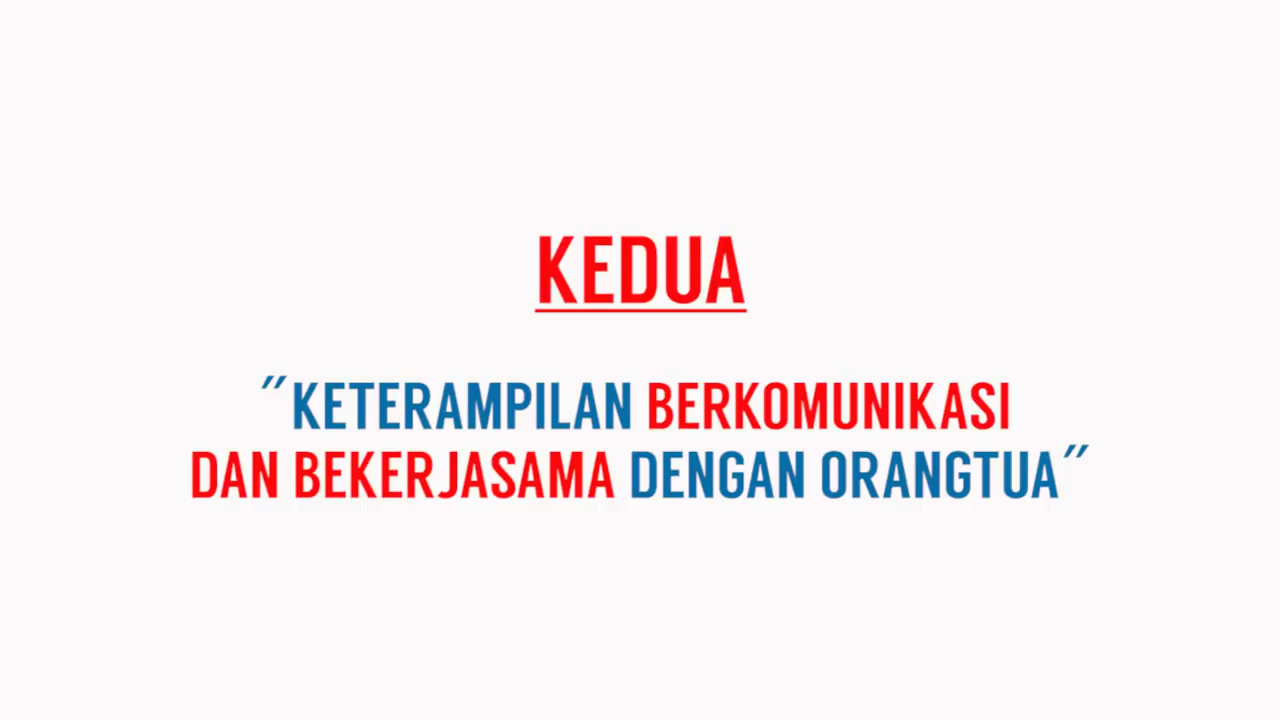 KEDUA
"KETERAMPILAN BERKOMUNIKASI
DAN BEKERJASAMA DENGAN ORANGTUA"